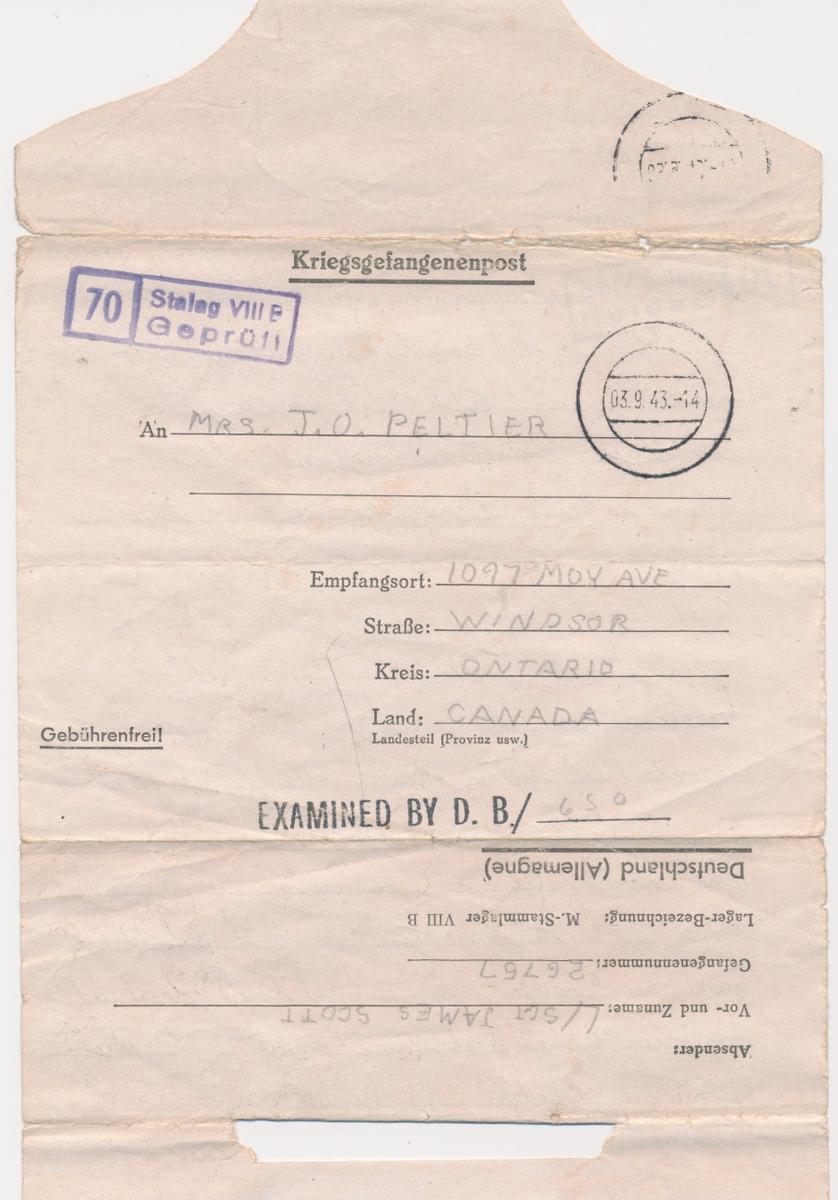 Kriegsgefangenenpost
70 Stalag VIII B
Geprüft
03.9.43.-14
An MRS. J.O. PELTIER
Empfangsort: 1097 MOY AVE
Straße: WINDSOR
Kreis: ONTARIO
Land: CANADA
Landesteil (Provinz usw.)
Gebührenfrei!
EXAMINED BY D. B./ 650
Absender:
Vor- und Zuname: L/SGT JAMES SCOTT
Gefangenennummer: 26757
Lager-Bezeichnung: M.-Stammlager VIII B
Deutschland (Allemagne)